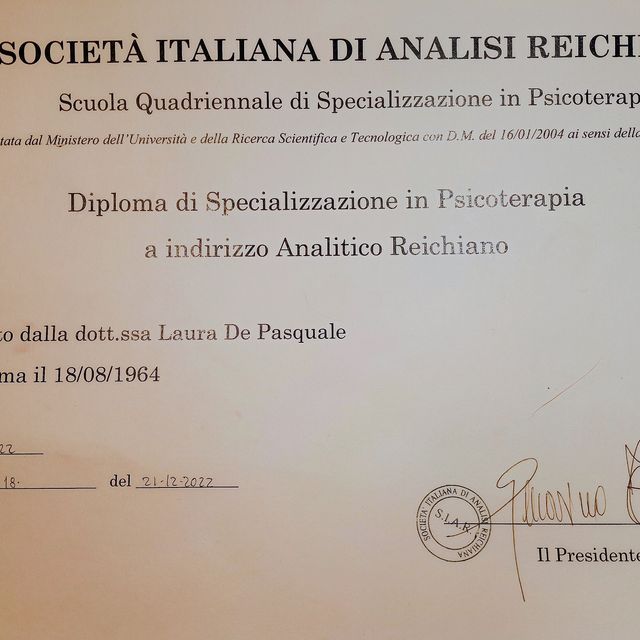 SOCIETÀ ITALIANA DI ANALISI REICHI
Scuola Quadriennale di Specializzazione in Psicoterap
tata dal Ministero dell'Università e della Ricerca Scientifica e Tecnologica con D.M. del 16/01/2004 ai sensi della
Diploma di Specializzazione in Psicoterapia
a indirizzo Analitico Reichiano
to dalla dott.ssa Laura De Pasquale
ma il 18/08/1964
22
18. del 21-12-2022
SOCIETA' ITALIANA DI ANALISI REICHIANA
S.I.A.R.
Il Presidente